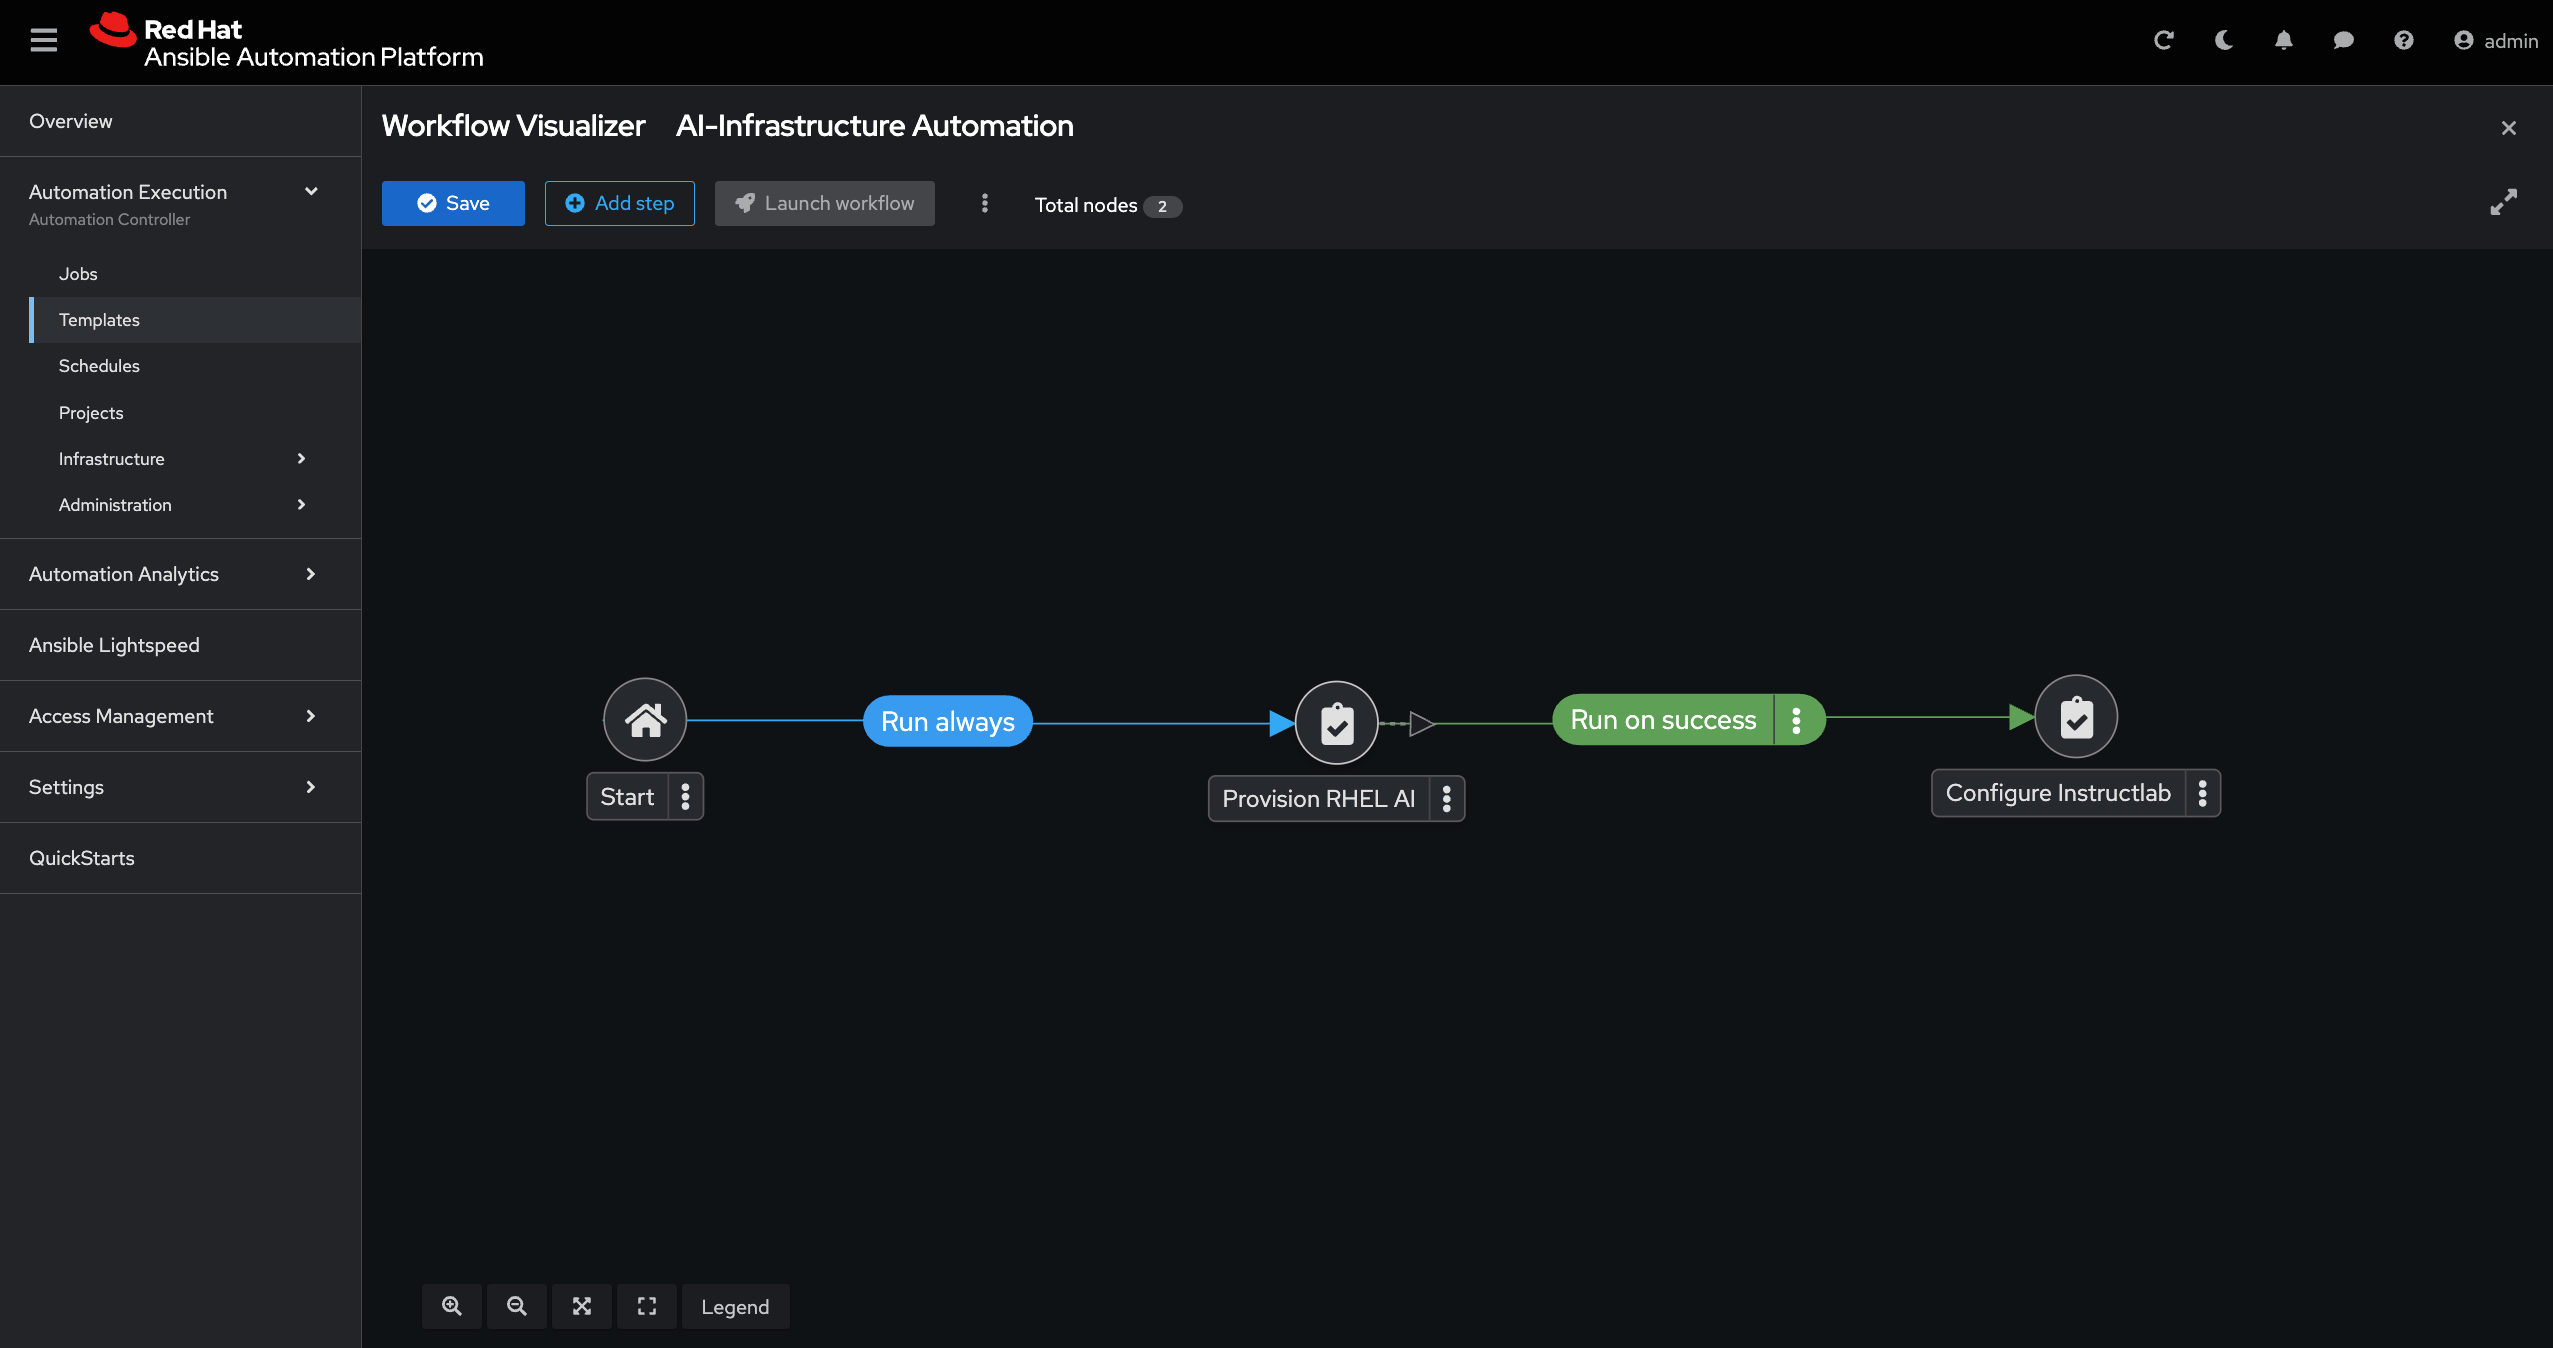 Red Hat
Ansible Automation Platform
admin
Overview
Automation Execution
Automation Controller
Jobs
Templates
Schedules
Projects
Infrastructure
Administration
Automation Analytics
Ansible Lightspeed
Access Management
Settings
QuickStarts
Workflow Visualizer AI-Infrastructure Automation
Save Add step Launch workflow Total nodes 2
Run always
Run on success
Start
Provision RHEL AI
Configure Instructlab
Legend